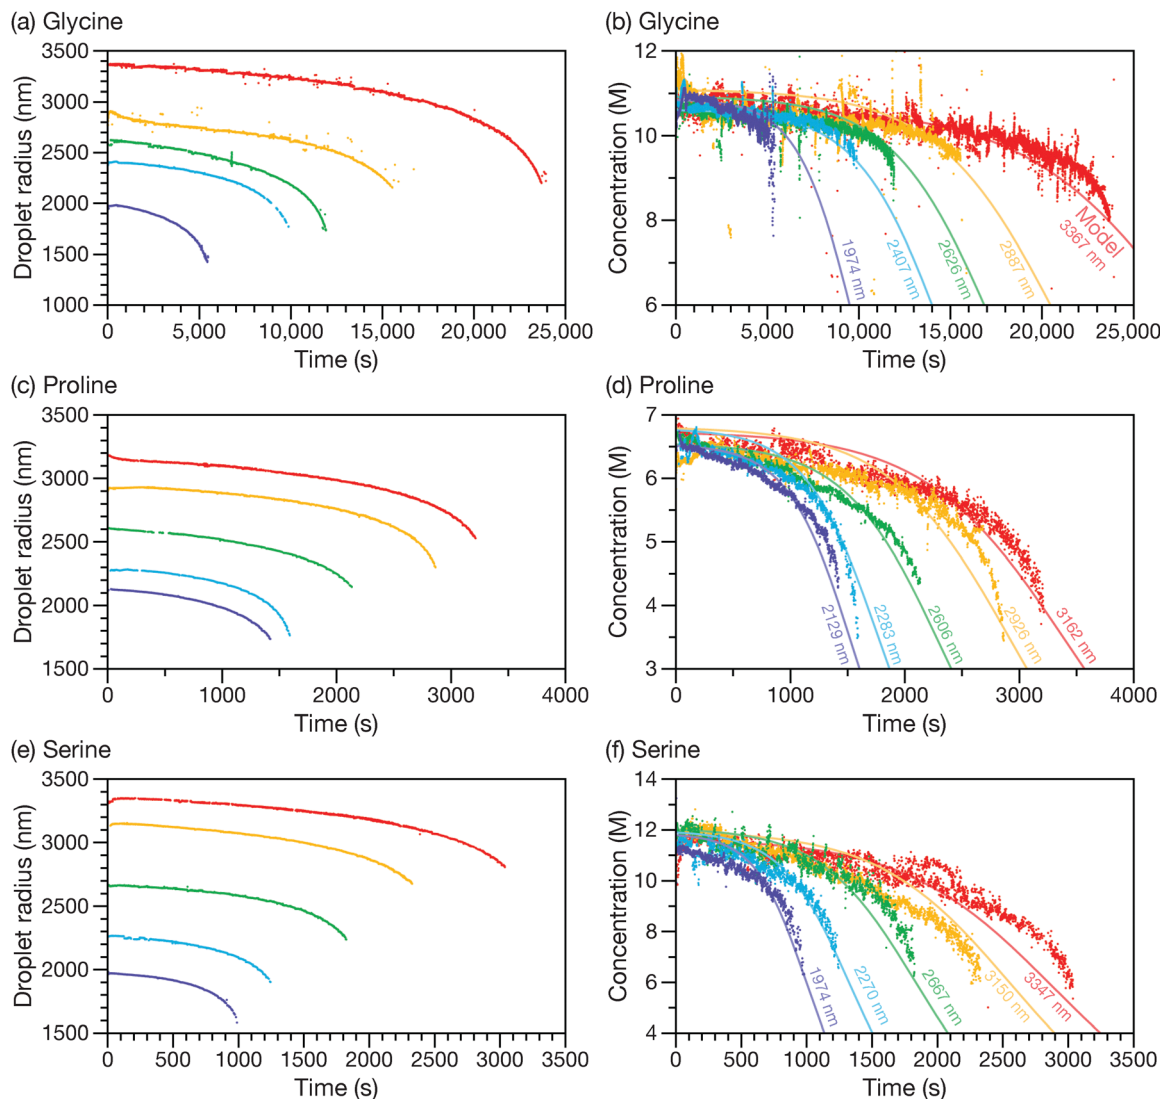 (a) Glycine
3500
3000
2500
2000
1500
1000
Droplet radius (nm)
0 5,000 10,000 15,000 20,000 25,000
Time (s)
(b) Glycine
12
10
8
6
Concentration (M)
1974 nm
2407 nm
2626 nm
2887 nm
Model
3367 nm
0 5,000 10,000 15,000 20,000 25,000
Time (s)
(c) Proline
3500
3000
2500
2000
1500
Droplet radius (nm)
0 1000 2000 3000 4000
Time (s)
(d) Proline
7
6
5
4
3
Concentration (M)
2129 nm
2283 nm
2606 nm
2926 nm
3162 nm
0 1000 2000 3000 4000
Time (s)
(e) Serine
3500
3000
2500
2000
1500
Droplet radius (nm)
0 500 1000 1500 2000 2500 3000 3500
Time (s)
(f) Serine
14
12
10
8
6
4
Concentration (M)
1974 nm
2270 nm
2667 nm
3150 nm
3347 nm
0 500 1000 1500 2000 2500 3000 3500
Time (s)